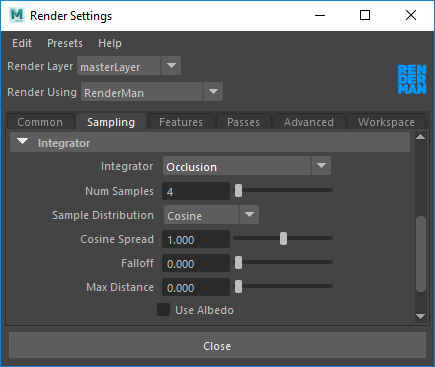 M
Render Settings
Edit Presets Help
Render Layer masterLayer
Render Using RenderMan
REN
DER
MAN
Common Sampling Features Passes Advanced Workspace
Integrator
Integrator Occlusion
Num Samples 4
Sample Distribution Cosine
Cosine Spread 1.000
Falloff 0.000
Max Distance 0.000
Use Albedo
Close